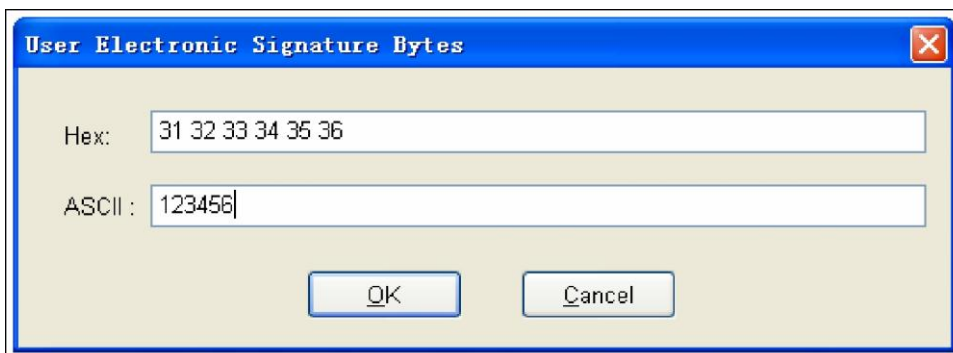 User Electronic Signature Bytes
Hex: 31 32 33 34 35 36
ASCII : 123456
OK Cancel